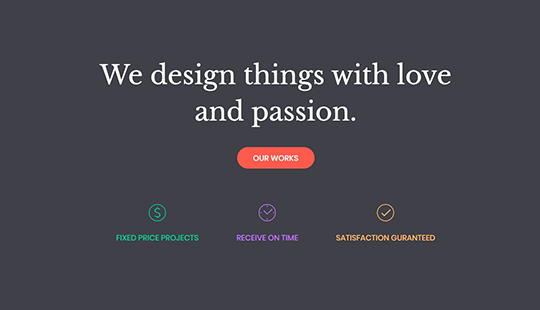 We design things with love
and passion.
OUR WORKS
FIXED PRICE PROJECTS
RECEIVE ON TIME
SATISFACTION GURANTEED